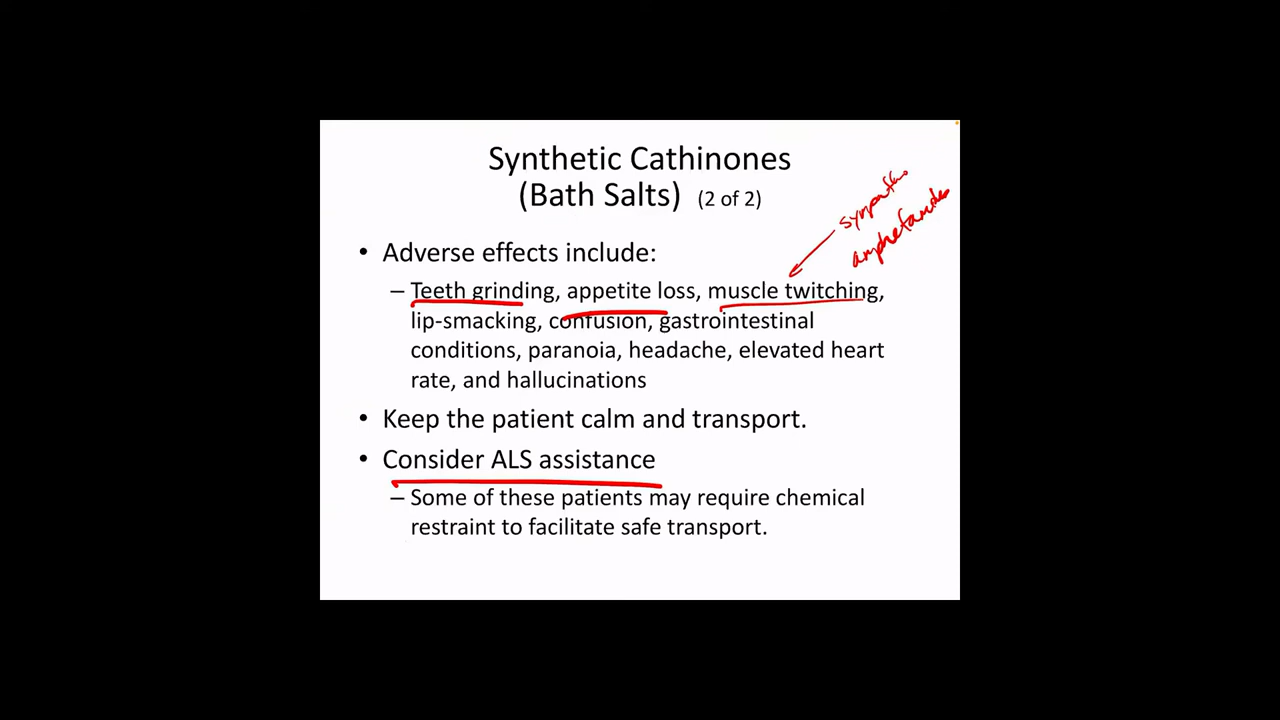 Synthetic Cathinones
(Bath Salts) (2 of 2)
sympath
amphetamides
• Adverse effects include:
– Teeth grinding, appetite loss, muscle twitching,
lip-smacking, confusion, gastrointestinal
conditions, paranoia, headache, elevated heart
rate, and hallucinations
• Keep the patient calm and transport.
• Consider ALS assistance
– Some of these patients may require chemical
restraint to facilitate safe transport.